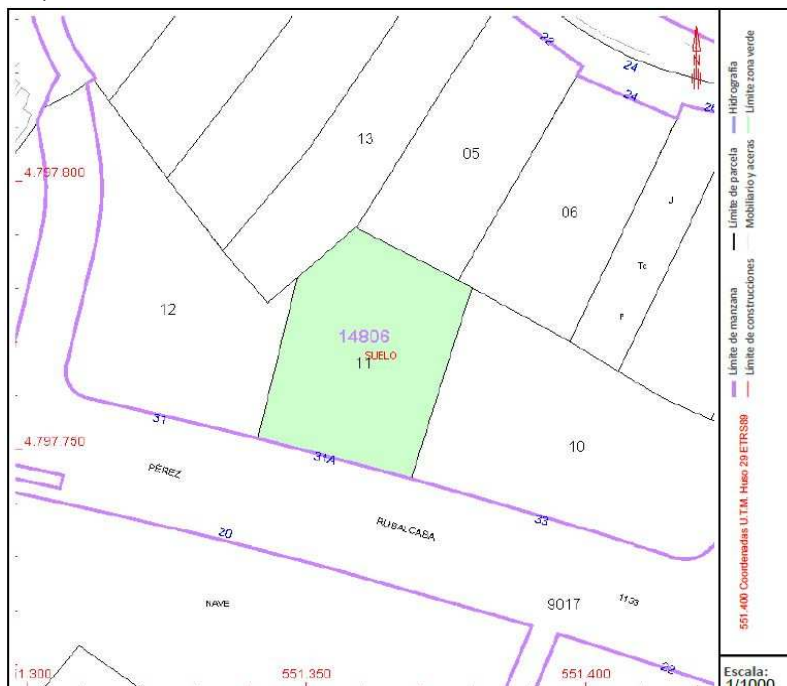 22
24
24
26
13
05
4.797.800
06
J
Tc
P
12
14806
SUELO
11
31
4.797.750
31A
10
PÉREZ
RUBALCABA
33
20
NAVE
9017
1133
22
51.300
551.350
551.400
Hidrografía
Límite zona verde
Límite de parcela
Mobiliario y aceras
Límite de manzana
Límite de construcciones
551.400 Coordenadas U.T.M. Huso 29 ETRS89
Escala:
1/1000